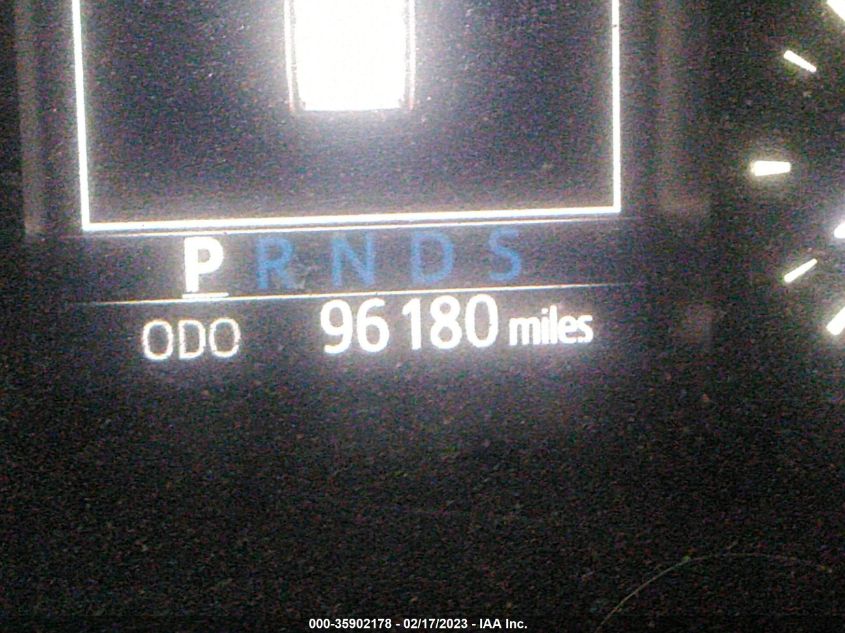 P R N D S
ODO 96180 miles
000-35902178 - 02/17/2023 - IAA Inc.